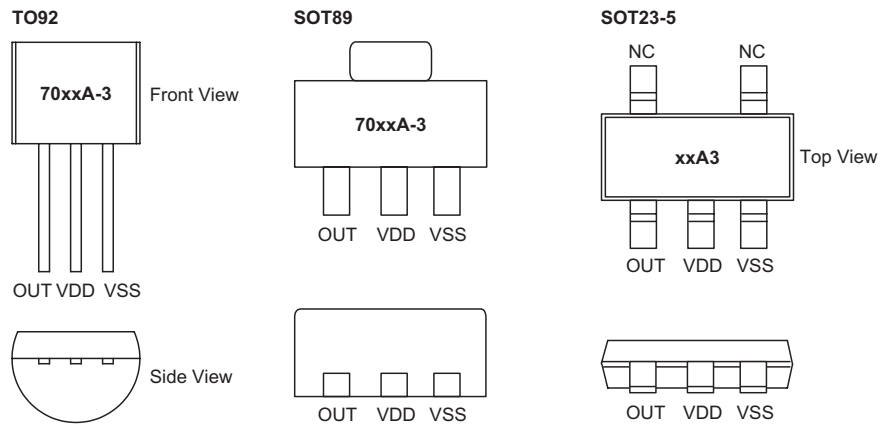 TO92
SOT89
SOT23-5
NC NC
70xxA-3
Front View
70xxA-3
xxA3
Top View
OUT VDD VSS
OUT VDD VSS
OUT VDD VSS
Side View
OUT VDD VSS
OUT VDD VSS